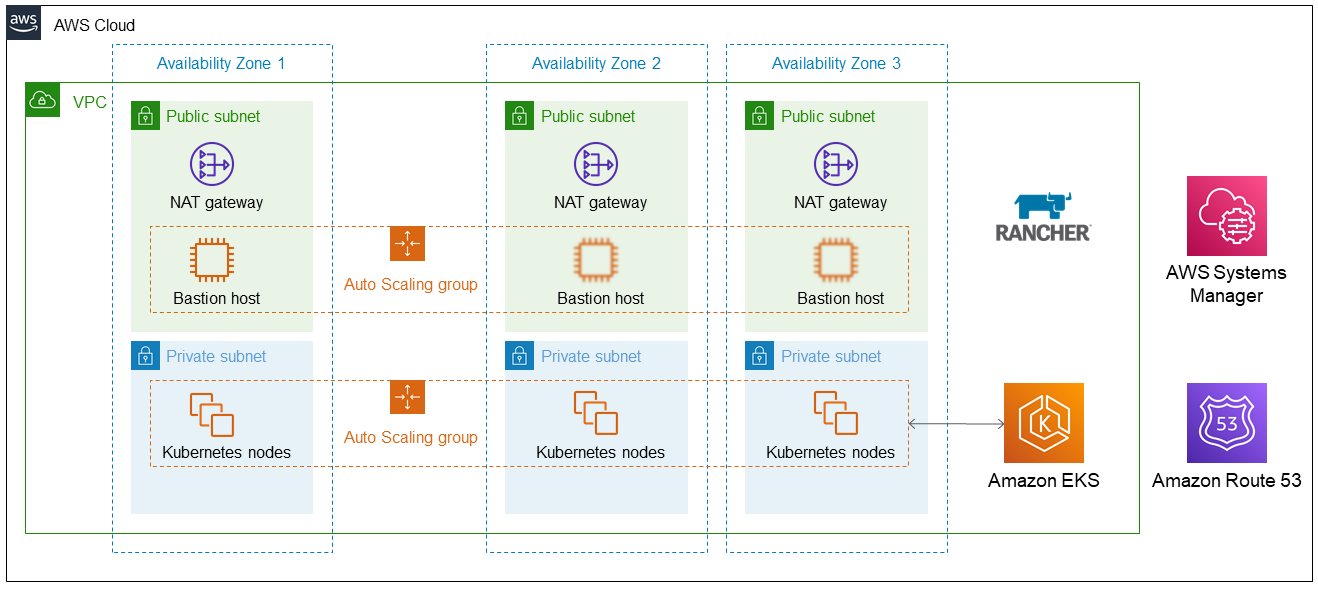 aws
AWS Cloud
Availability Zone 1
Availability Zone 2
Availability Zone 3
VPC
Public subnet
Public subnet
Public subnet
NAT gateway
NAT gateway
NAT gateway
RANCHER
AWS Systems
Manager
Auto Scaling group
Bastion host
Bastion host
Bastion host
Private subnet
Private subnet
Private subnet
Auto Scaling group
Kubernetes nodes
Kubernetes nodes
Kubernetes nodes
K
Amazon EKS
53
Amazon Route 53